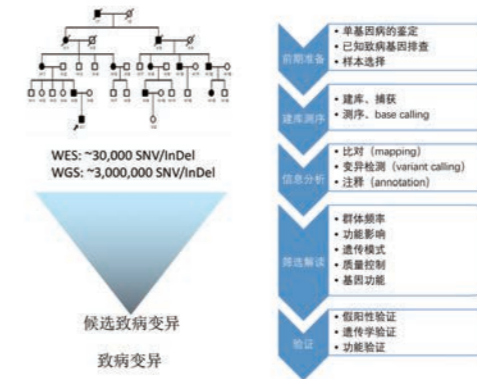 WES: ~30,000 SNV/InDel
WGS: ~3,000,000 SNV/InDel
候选致病变异
致病变异
前期准备
• 单基因病的鉴定
• 已知致病基因排查
• 样本选择
建库测序
• 建库、捕获
• 测序、base calling
信息分析
• 比对（mapping）
• 变异检测（variant calling）
• 注释（annotation）
筛选解读
• 群体频率
• 功能影响
• 遗传模式
• 质量控制
• 基因功能
验证
• 假阳性验证
• 遗传学验证
• 功能验证